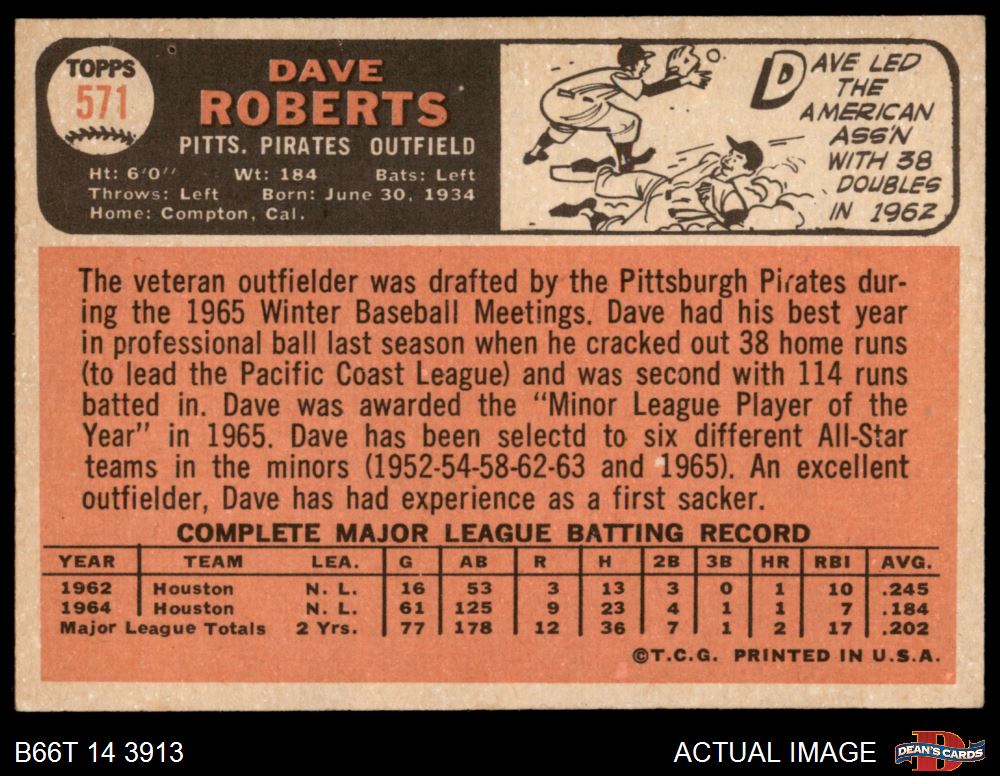 TOPPS
571
DAVE
ROBERTS
PITTS. PIRATES OUTFIELD
Ht: 6'0" Wt: 184 Bats: Left
Throws: Left Born: June 30, 1934
Home: Compton, Cal.
DAVE LED
THE
AMERICAN
ASS'N
WITH 38
DOUBLES
IN 1962
The veteran outfielder was drafted by the Pittsburgh Pirates dur-
ing the 1965 Winter Baseball Meetings. Dave had his best year
in professional ball last season when he cracked out 38 home runs
(to lead the Pacific Coast League) and was second with 114 runs
batted in. Dave was awarded the "Minor League Player of the
Year" in 1965. Dave has been selectd to six different All-Star
teams in the minors (1952-54-58-62-63 and 1965). An excellent
outfielder, Dave has had experience as a first sacker.
COMPLETE MAJOR LEAGUE BATTING RECORD
YEAR TEAM LEA. G AB R H 2B 3B HR RBI AVG.
1962 Houston N. L. 16 53 3 13 3 0 1 10 .245
1964 Houston N. L. 61 125 9 23 4 1 1 7 .184
Major League Totals 2 Yrs. 77 178 12 36 7 1 2 17 .202
©T.C.G. PRINTED IN U.S.A.
B66T 14 3913
ACTUAL IMAGE
DEAN'S CARDS